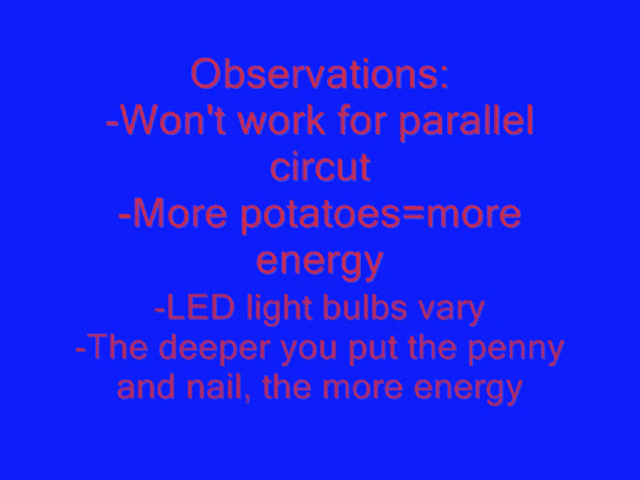 Observations:
-Won't work for parallel
circut
-More potatoes=more
energy
-LED light bulbs vary
-The deeper you put the penny
and nail, the more energy